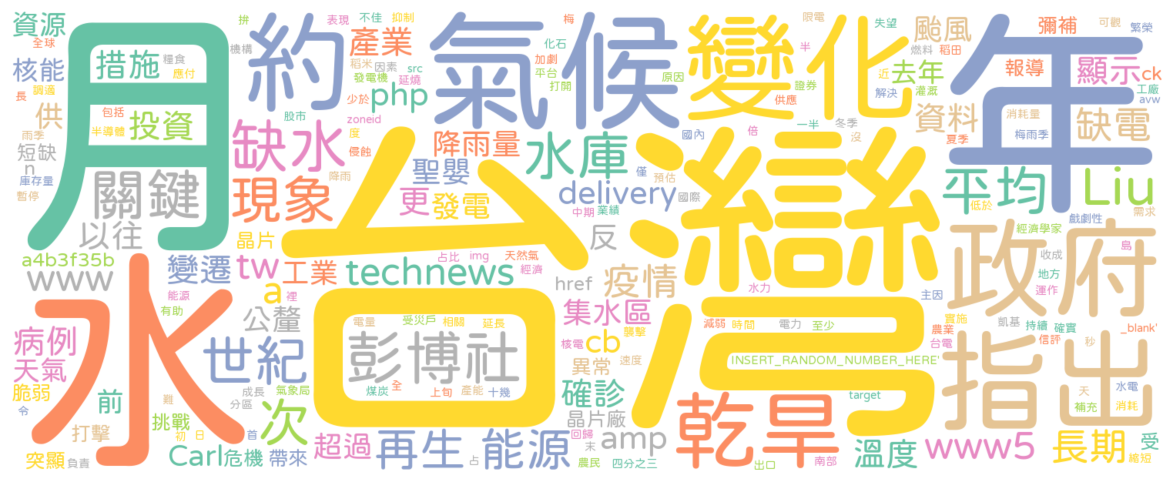 資源
全球
表現
機構
不佳
抑制
拚
梅
化石
限電
失望
半
繁榮
可觀
月
約
氣候
變化
年
颱風
彌補
核能
措施
糧食
應付
產業
因素
稻米
發電機
延燒
src
加劇
平台
打開
原因
燃料
稻田
近
去年
報導
顯示
ck
長
調過
供
投資
包括
半導體
股市
少於
php
證券
解決
灌溉
供應
資料
消耗量
工廠
缺電
avw
雨季
短缺
n
庫存量
暫停
缺水
zoneid
度
侵蝕
降雨量
水庫
國內
倍
一半
冬季
沒
夏季
梅雨季
關鍵
現象
降雨
聖嬰
僅
預估
平均
Liu
以往
更
發電
delivery
中期
業績
國際
低於
戲劇性
需求
晶片
台灣
反
經濟學家
島
a4b3f35b
www
變遷
tw
工業
technews
占比
img
天然氣
經濟
href
疫情
水力
主因
政府
收成
地方
運作
水
能源
有助
a
裡
公釐
電量
受災戶
相關
延長
集水區
襲擊
減弱
時間
電力
至少
農業
台電
實施
凱基
持續
信評
確實
_blank'
病例
天氣
世紀
彭博社
核電
cb
異常
速度
INSERT_RANDOM_NUMBER_HERE'
指出
秒
脆弱
令
前
挑戰
成長
分區
氣象局
難
煤炭
全
上旬
產能
十幾
確診
target
天
水電
補充
消耗
打擊
初
日
首
次
晶片廠
乾旱
突顯
負責
Carl
危機
帶來
超過
再生
能源
占
回歸
末
amp
農民
四分之三
出口
南部
溫度
www5
長期
受
縮短